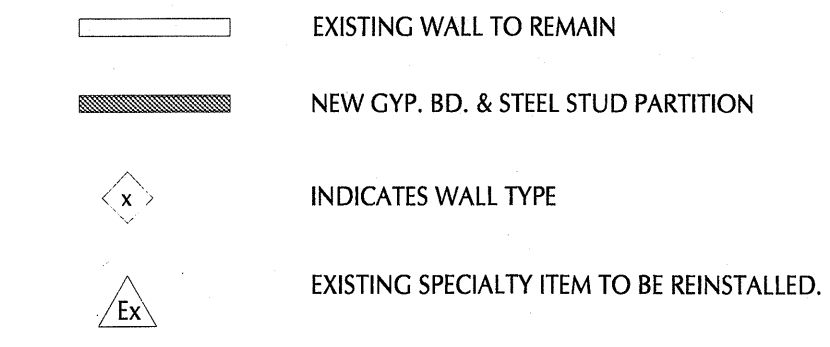 EXISTING WALL TO REMAIN
NEW GYP. BD. & STEEL STUD PARTITION
x INDICATES WALL TYPE
Ex EXISTING SPECIALTY ITEM TO BE REINSTALLED.